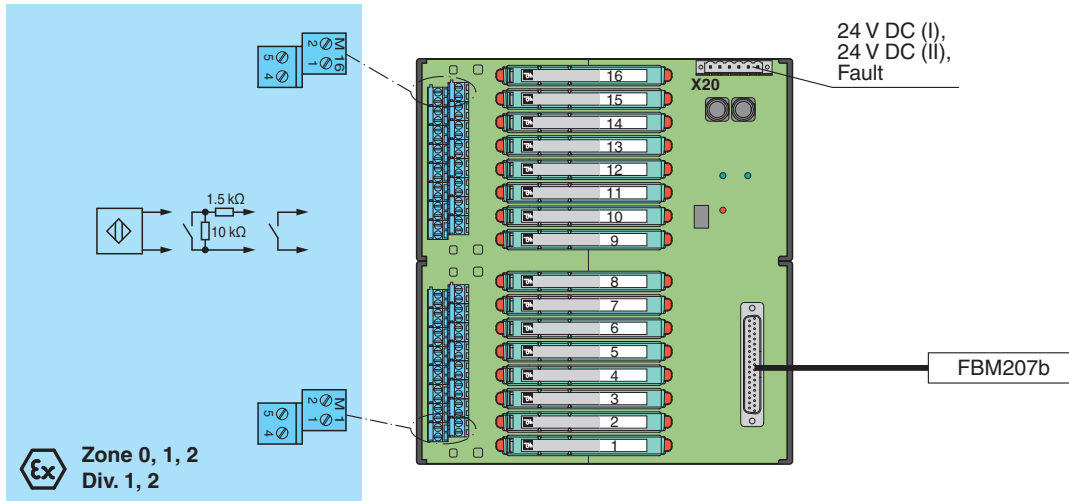 M 16
2 1
5 4
24 V DC (I),
24 V DC (II),
Fault
X20
16
15
14
13
12
11
10
9
1.5 kΩ
10 kΩ
8
7
6
5
4
3
2
1
FBM207b
M 1
2 1
5 4
Ex
Zone 0, 1, 2
Div. 1, 2